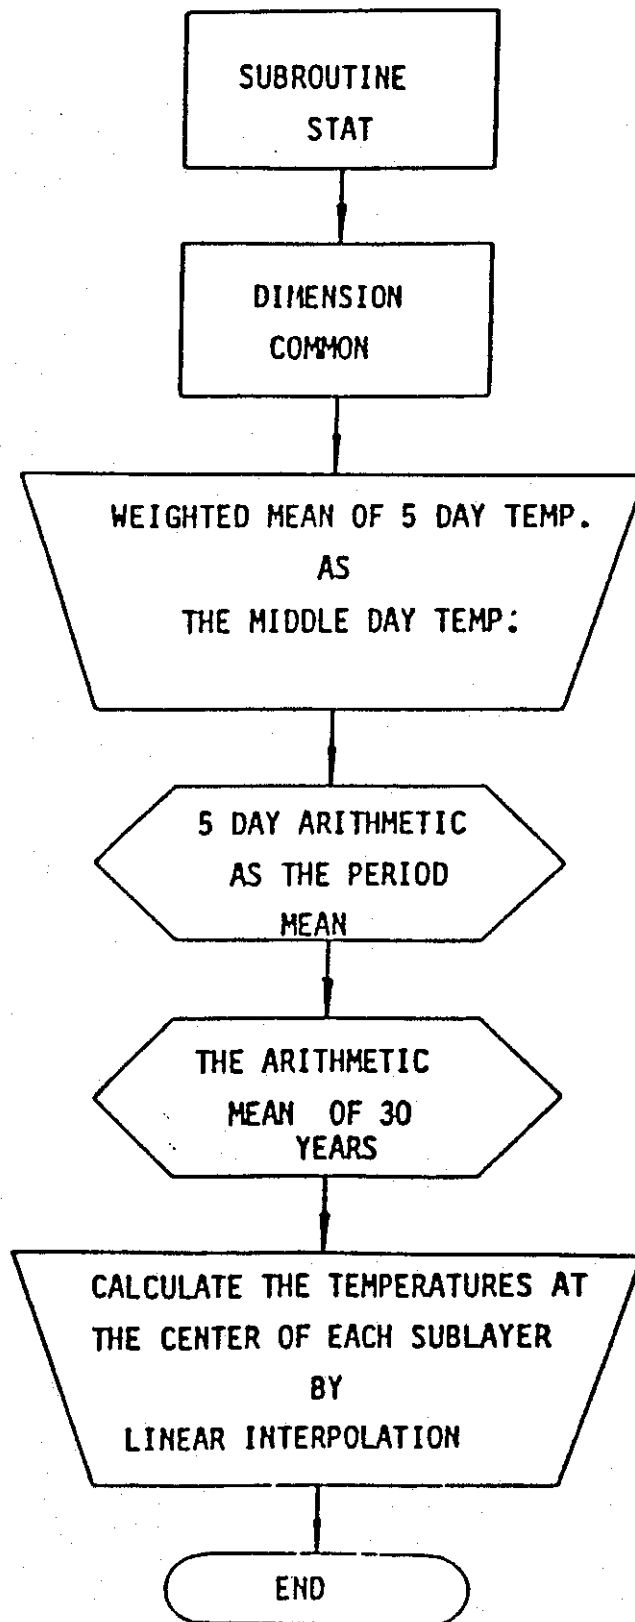 SUBROUTINE
STAT
DIMENSION
COMMON
WEIGHTED MEAN OF 5 DAY TEMP.
AS
THE MIDDLE DAY TEMP.
5 DAY ARITHMETIC
AS THE PERIOD
MEAN
THE ARITHMETIC
MEAN OF 30
YEARS
CALCULATE THE TEMPERATURES AT
THE CENTER OF EACH SUBLAYER
BY
LINEAR INTERPOLATION
END